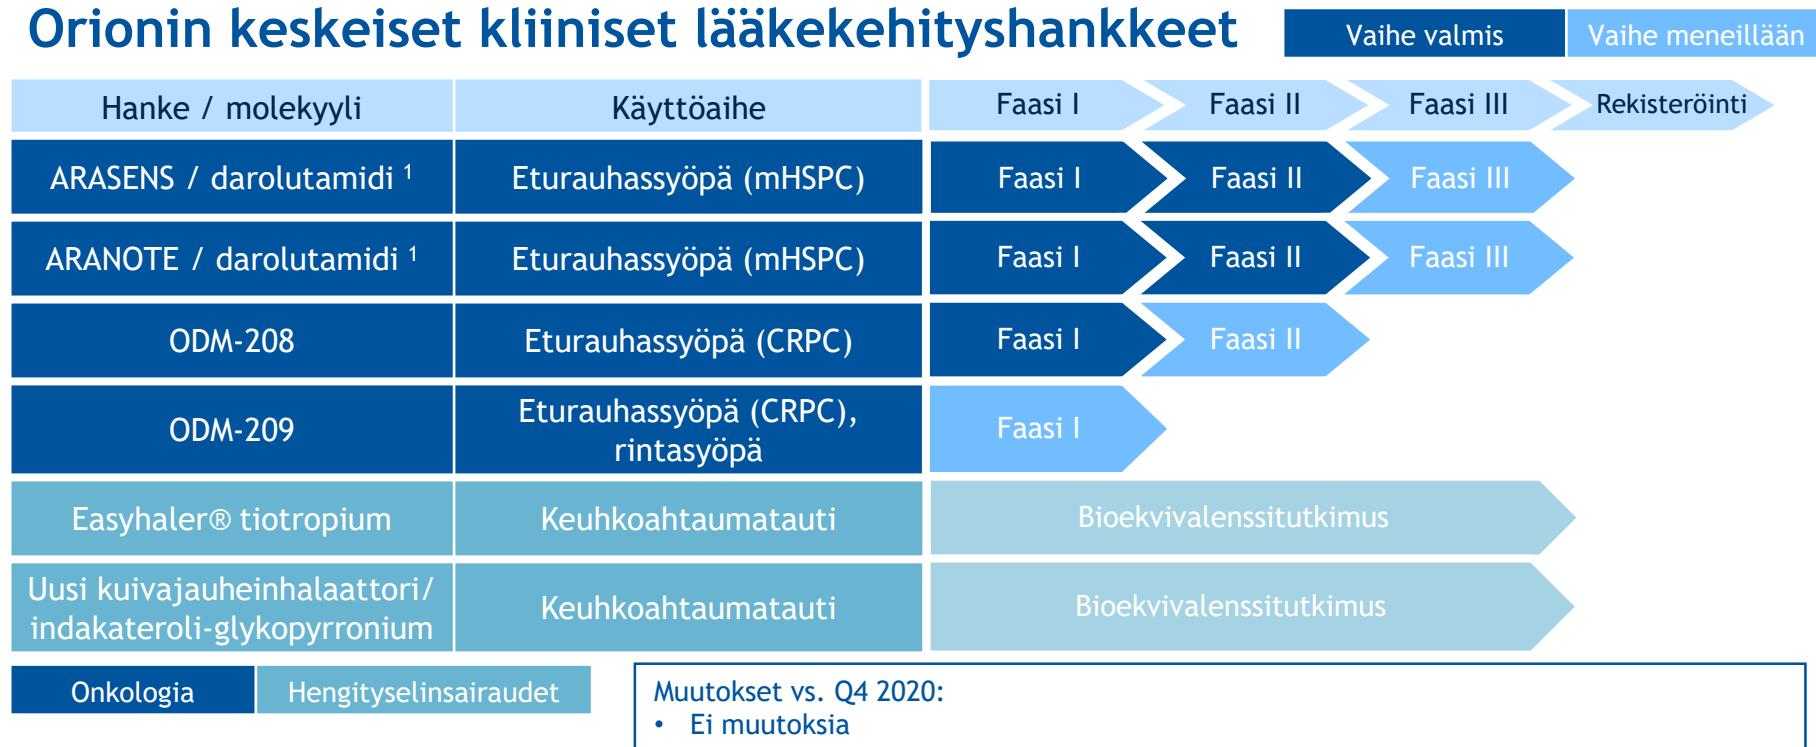 Orionin keskeiset kliiniset lääkekehityshankkeet
Vaihe valmis
Vaihe meneillään
Hanke / molekyyli
Käyttöaihe
Faasi I
Faasi II
Faasi III
Rekisteröinti
ARASENS / darolutamidi ¹
Eturauhassyöpä (mHSPC)
Faasi I
Faasi II
Faasi III
ARANOTE / darolutamidi ¹
Eturauhassyöpä (mHSPC)
Faasi I
Faasi II
Faasi III
ODM-208
Eturauhassyöpä (CRPC)
Faasi I
Faasi II
ODM-209
Eturauhassyöpä (CRPC),
rintasyöpä
Faasi I
Easyhaler® tiotropium
Keuhkoahtaumatauti
Bioekvivalenssitutkimus
Uusi kuivajauheinhalaattori/
indakateroli-glykopyrronium
Keuhkoahtaumatauti
Bioekvivalenssitutkimus
Onkologia
Hengityselinsairaudet
Muutokset vs. Q4 2020:
• Ei muutoksia